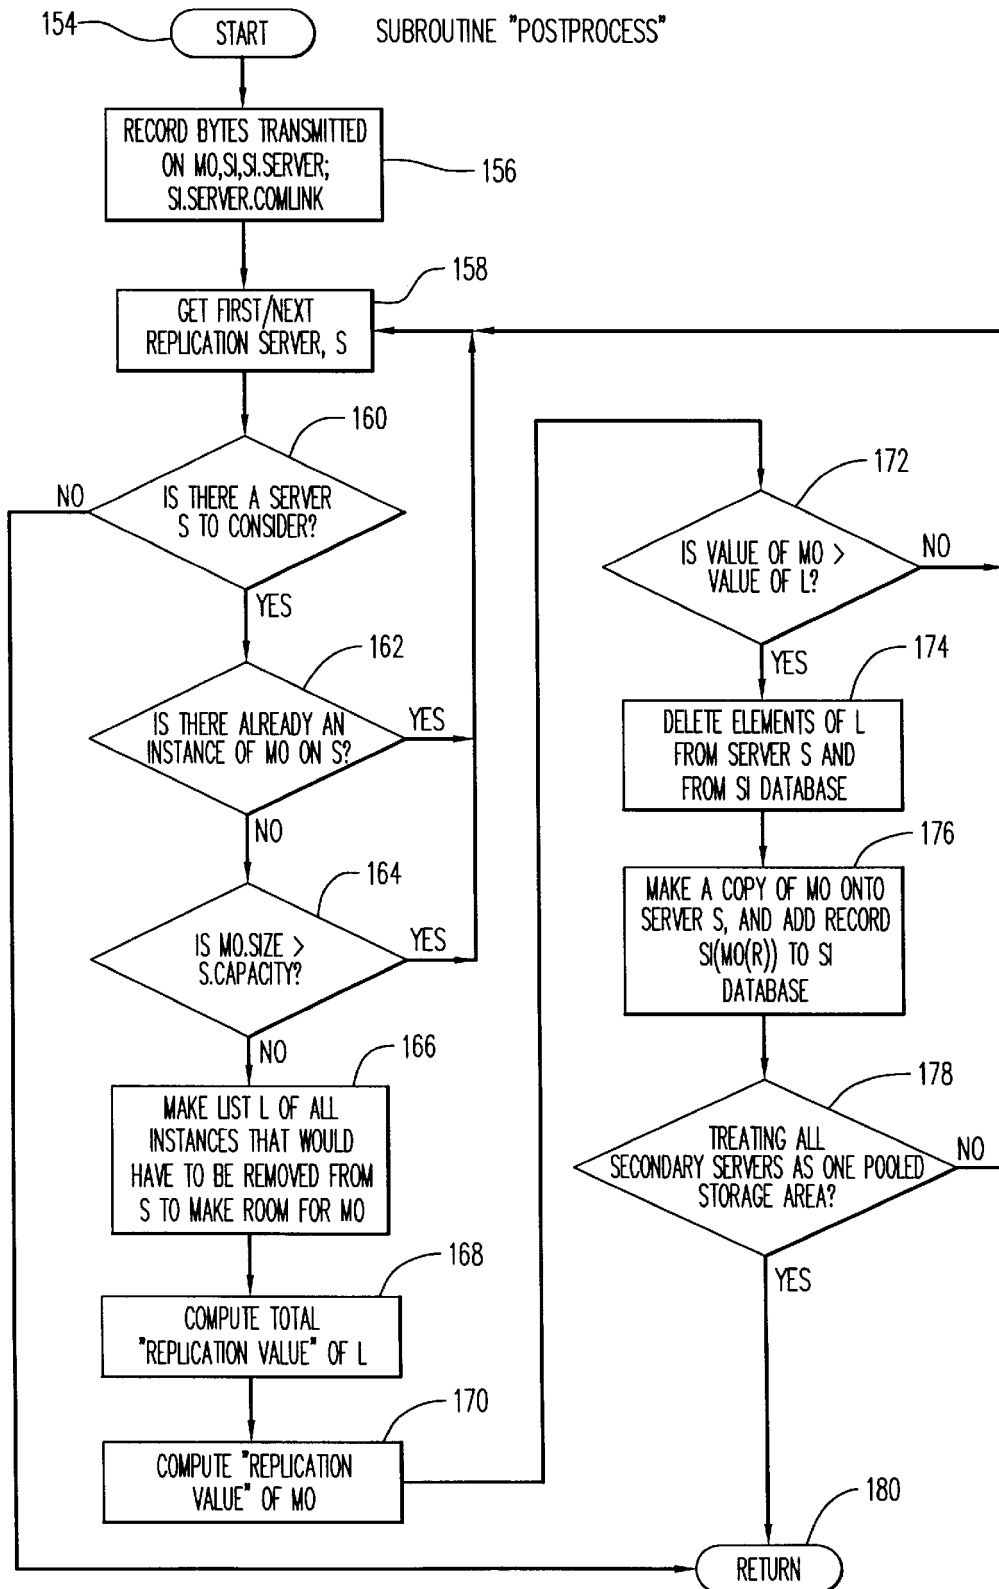 154
START
SUBROUTINE "POSTPROCESS"
RECORD BYTES TRANSMITTED
ON MO,SI,SI.SERVER;
SI.SERVER.COMLINK
156
158
GET FIRST/NEXT
REPLICATION SERVER, S
160
NO
IS THERE A SERVER
S TO CONSIDER?
YES
162
IS THERE ALREADY AN
INSTANCE OF MO ON S?
YES
NO
164
IS MO.SIZE >
S.CAPACITY?
YES
NO
166
MAKE LIST L OF ALL
INSTANCES THAT WOULD
HAVE TO BE REMOVED FROM
S TO MAKE ROOM FOR MO
168
COMPUTE TOTAL
"REPLICATION VALUE" OF L
170
COMPUTE "REPLICATION
VALUE" OF MO
172
IS VALUE OF MO >
VALUE OF L?
NO
YES
174
DELETE ELEMENTS OF L
FROM SERVER S AND
FROM SI DATABASE
176
MAKE A COPY OF MO ONTO
SERVER S, AND ADD RECORD
SI(MO(R)) TO SI
DATABASE
178
TREATING ALL
SECONDARY SERVERS AS ONE POOLED
STORAGE AREA?
NO
YES
180
RETURN